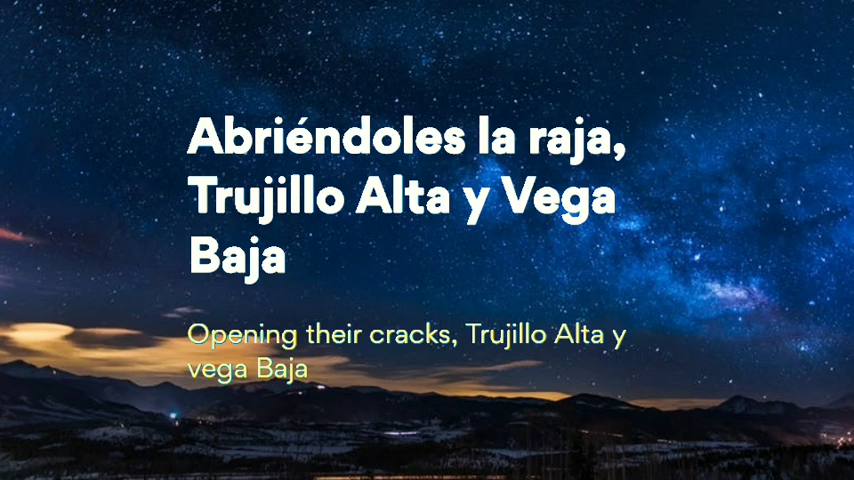 Abriéndoles la raja,
Trujillo Alta y Vega
Baja
Opening their cracks, Trujillo Alta y
vega Baja